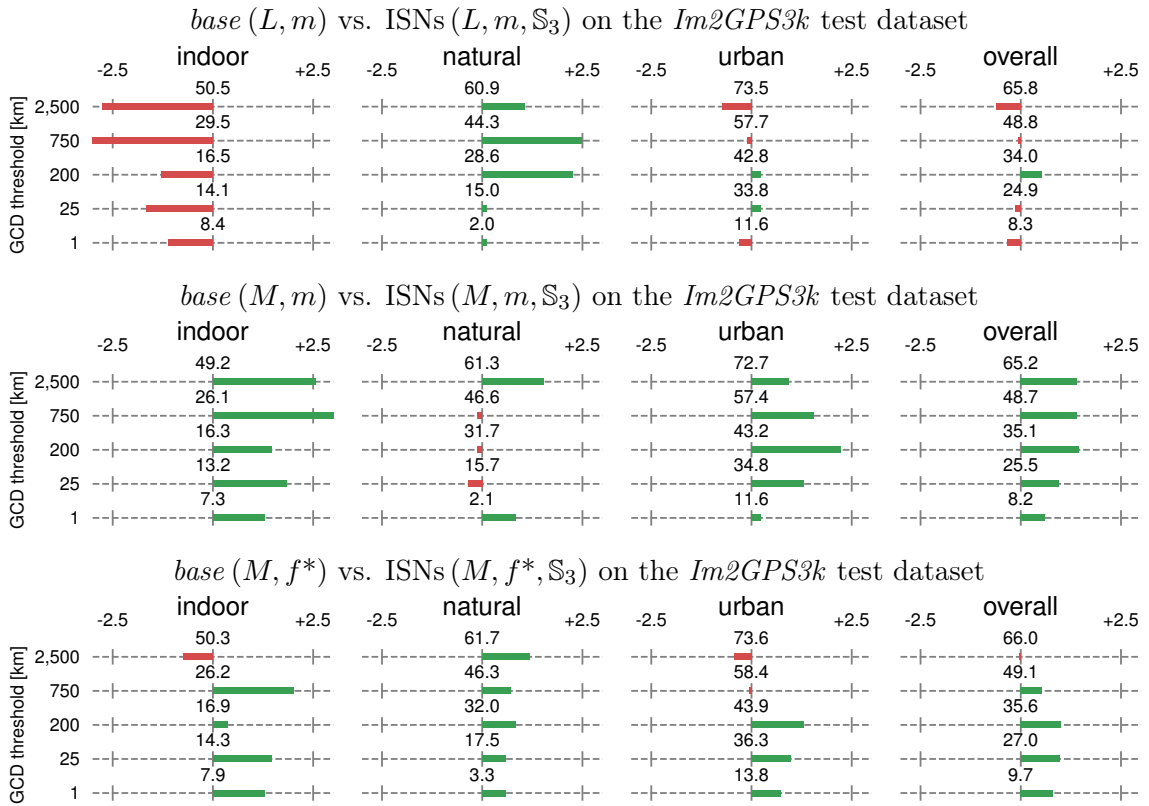 base (L, m) vs. ISNs (L, m, 𝕊₃) on the Im2GPS3k test dataset
indoor natural urban overall
-2.5 +2.5 -2.5 +2.5 -2.5 +2.5 -2.5 +2.5
50.5 60.9 73.5 65.8
2,500
29.5 44.3 57.7 48.8
750
16.5 28.6 42.8 34.0
200
14.1 15.0 33.8 24.9
25
8.4 2.0 11.6 8.3
1
GCD threshold [km]
base (M, m) vs. ISNs (M, m, 𝕊₃) on the Im2GPS3k test dataset
indoor natural urban overall
-2.5 +2.5 -2.5 +2.5 -2.5 +2.5 -2.5 +2.5
49.2 61.3 72.7 65.2
2,500
26.1 46.6 57.4 48.7
750
16.3 31.7 43.2 35.1
200
13.2 15.7 34.8 25.5
25
7.3 2.1 11.6 8.2
1
GCD threshold [km]
base (M, f*) vs. ISNs (M, f*, 𝕊₃) on the Im2GPS3k test dataset
indoor natural urban overall
-2.5 +2.5 -2.5 +2.5 -2.5 +2.5 -2.5 +2.5
50.3 61.7 73.6 66.0
2,500
26.2 46.3 58.4 49.1
750
16.9 32.0 43.9 35.6
200
14.3 17.5 36.3 27.0
25
7.9 3.3 13.8 9.7
1
GCD threshold [km]